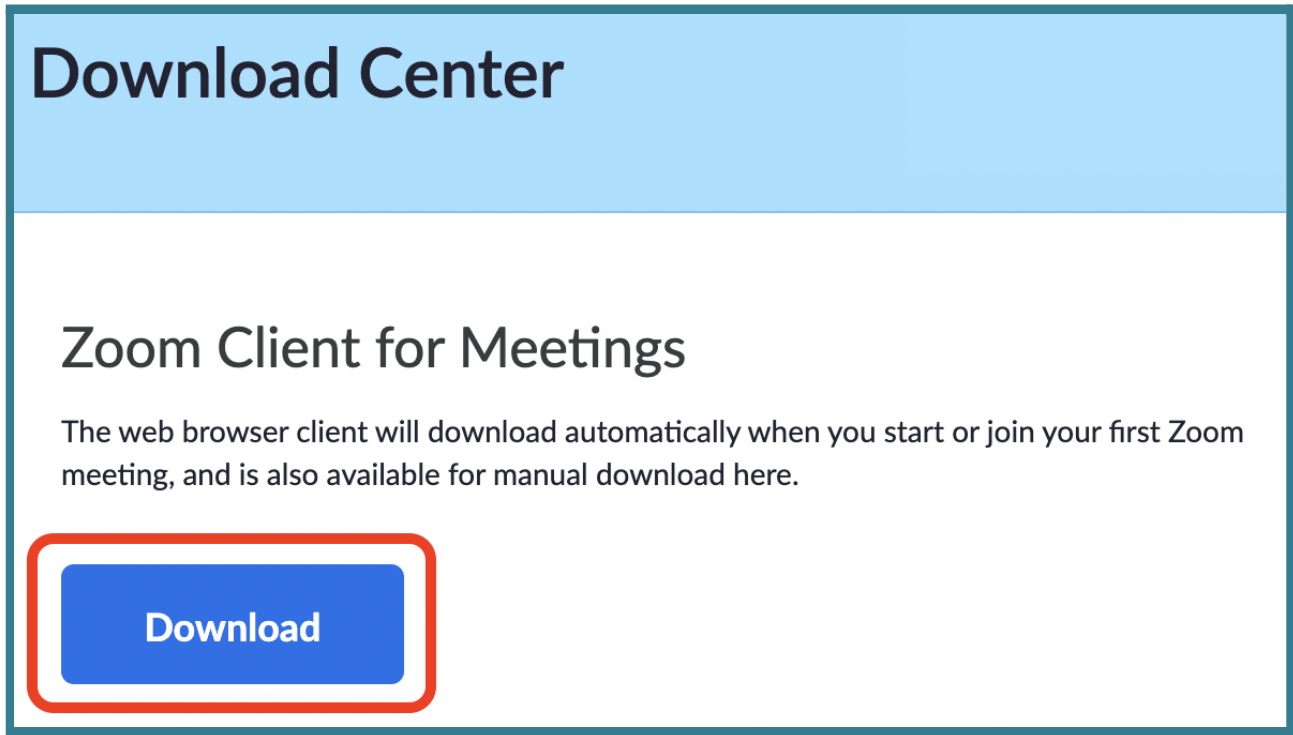 Download Center
Zoom Client for Meetings
The web browser client will download automatically when you start or join your first Zoom
meeting, and is also available for manual download here.
Download